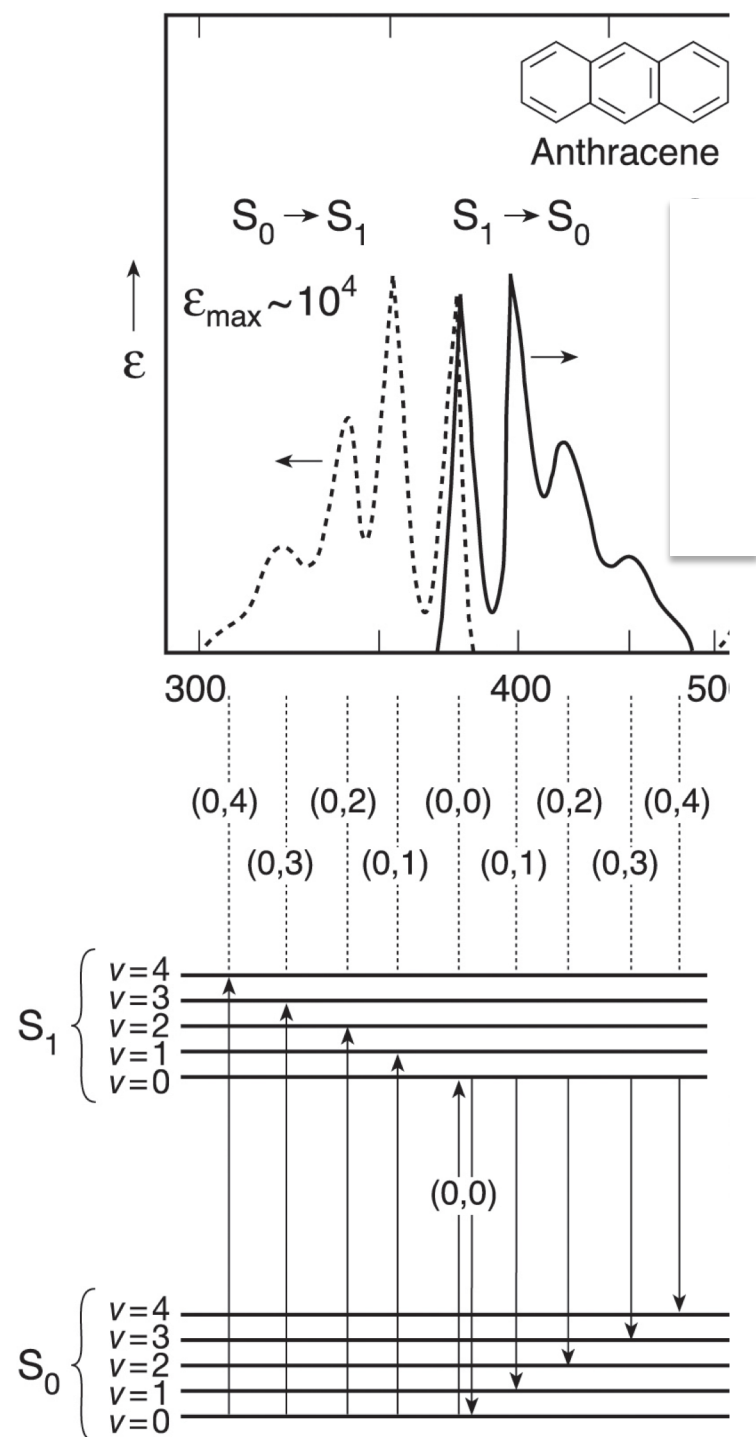 Anthracene
S₀ → S₁ S₁ → S₀
εmax ~ 10⁴
ε
300 400 50
(0,4) (0,2) (0,0) (0,2) (0,4)
(0,3) (0,1) (0,1) (0,3)
S₁
v=4
v=3
v=2
v=1
v=0
(0,0)
S₀
v=4
v=3
v=2
v=1
v=0